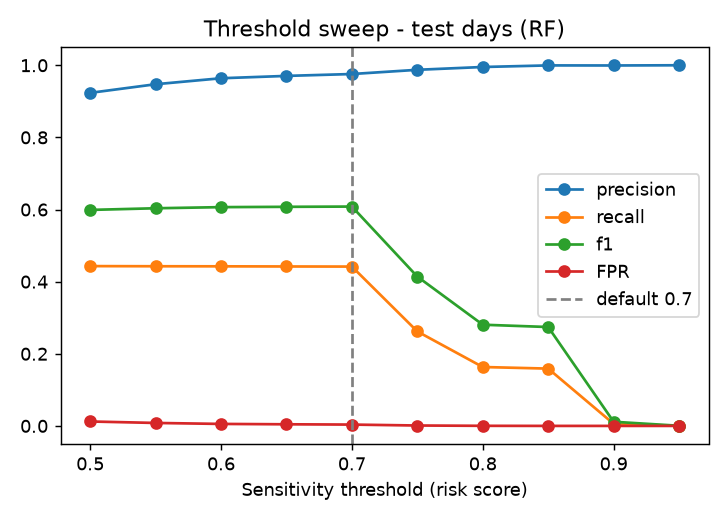 Threshold sweep - test days (RF)
1.0
0.8
0.6
0.4
0.2
0.0
precision
recall
f1
FPR
default 0.7
0.5 0.6 0.7 0.8 0.9
Sensitivity threshold (risk score)